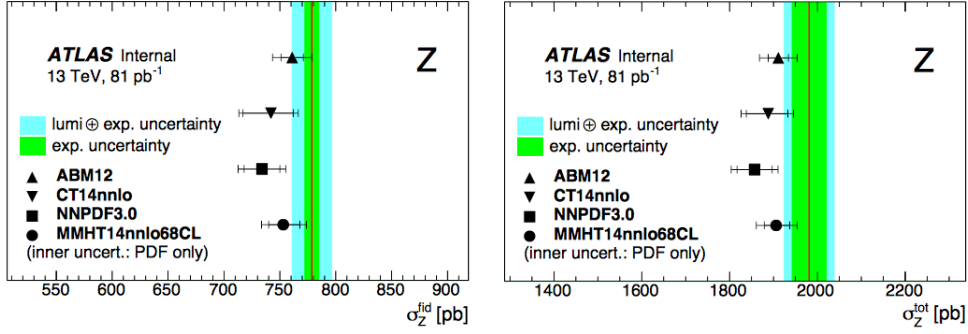 ATLAS Internal
Z
13 TeV, 81 pb⁻¹
lumi ⊕ exp. uncertainty
exp. uncertainty
ABM12
CT14nnlo
NNPDF3.0
MMHT14nnlo68CL
(inner uncert.: PDF only)
550 600 650 700 750 800 850 900
σ_Z^fid [pb]
ATLAS Internal
Z
13 TeV, 81 pb⁻¹
lumi ⊕ exp. uncertainty
exp. uncertainty
ABM12
CT14nnlo
NNPDF3.0
MMHT14nnlo68CL
(inner uncert.: PDF only)
1400 1600 1800 2000 2200
σ_Z^tot [pb]